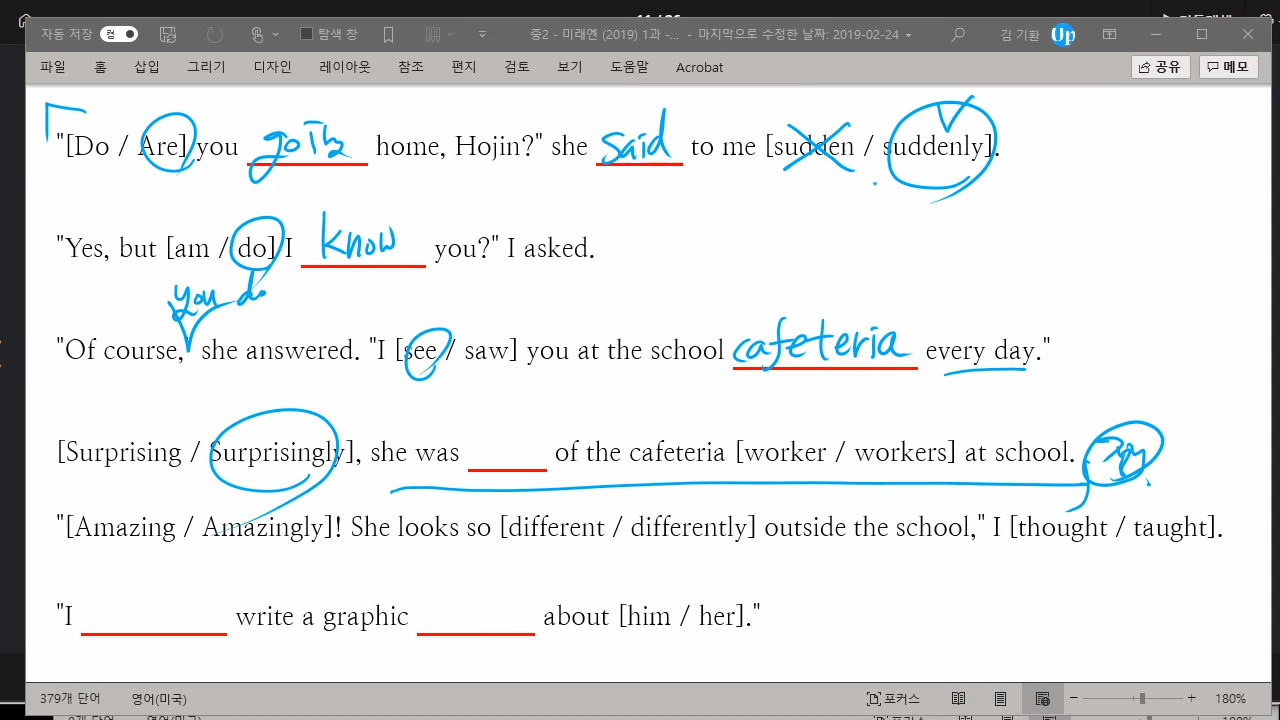 자동 저장 컴 탐색 창 중2 - 미래엔 (2019) 1과 -... - 마지막으로 수정한 날짜: 2019-02-24 김 기환 Up
파일 홈 삽입 그리기 디자인 레이아웃 참조 편지 검토 보기 도움말 Acrobat 공유 메모
"[Do / Are] you going home, Hojin?" she said to me [sudden / suddenly].
"Yes, but [am / do] I know you?" I asked.
you do
"Of course," she answered. "I [see / saw] you at the school cafeteria every day."
[Surprising / Surprisingly], she was of the cafeteria [worker / workers] at school.
"[Amazing / Amazingly]! She looks so [different / differently] outside the school," I [thought / taught].
"I write a graphic about [him / her]."
379개 단어 영어(미국) 포커스 180%